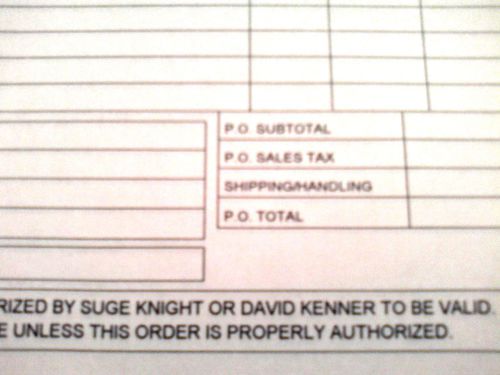 P.O. SUBTOTAL
P.O. SALES TAX
SHIPPING/HANDLING
P.O. TOTAL
RIZED BY SUGE KNIGHT OR DAVID KENNER TO BE VALID.
E UNLESS THIS ORDER IS PROPERLY AUTHORIZED.